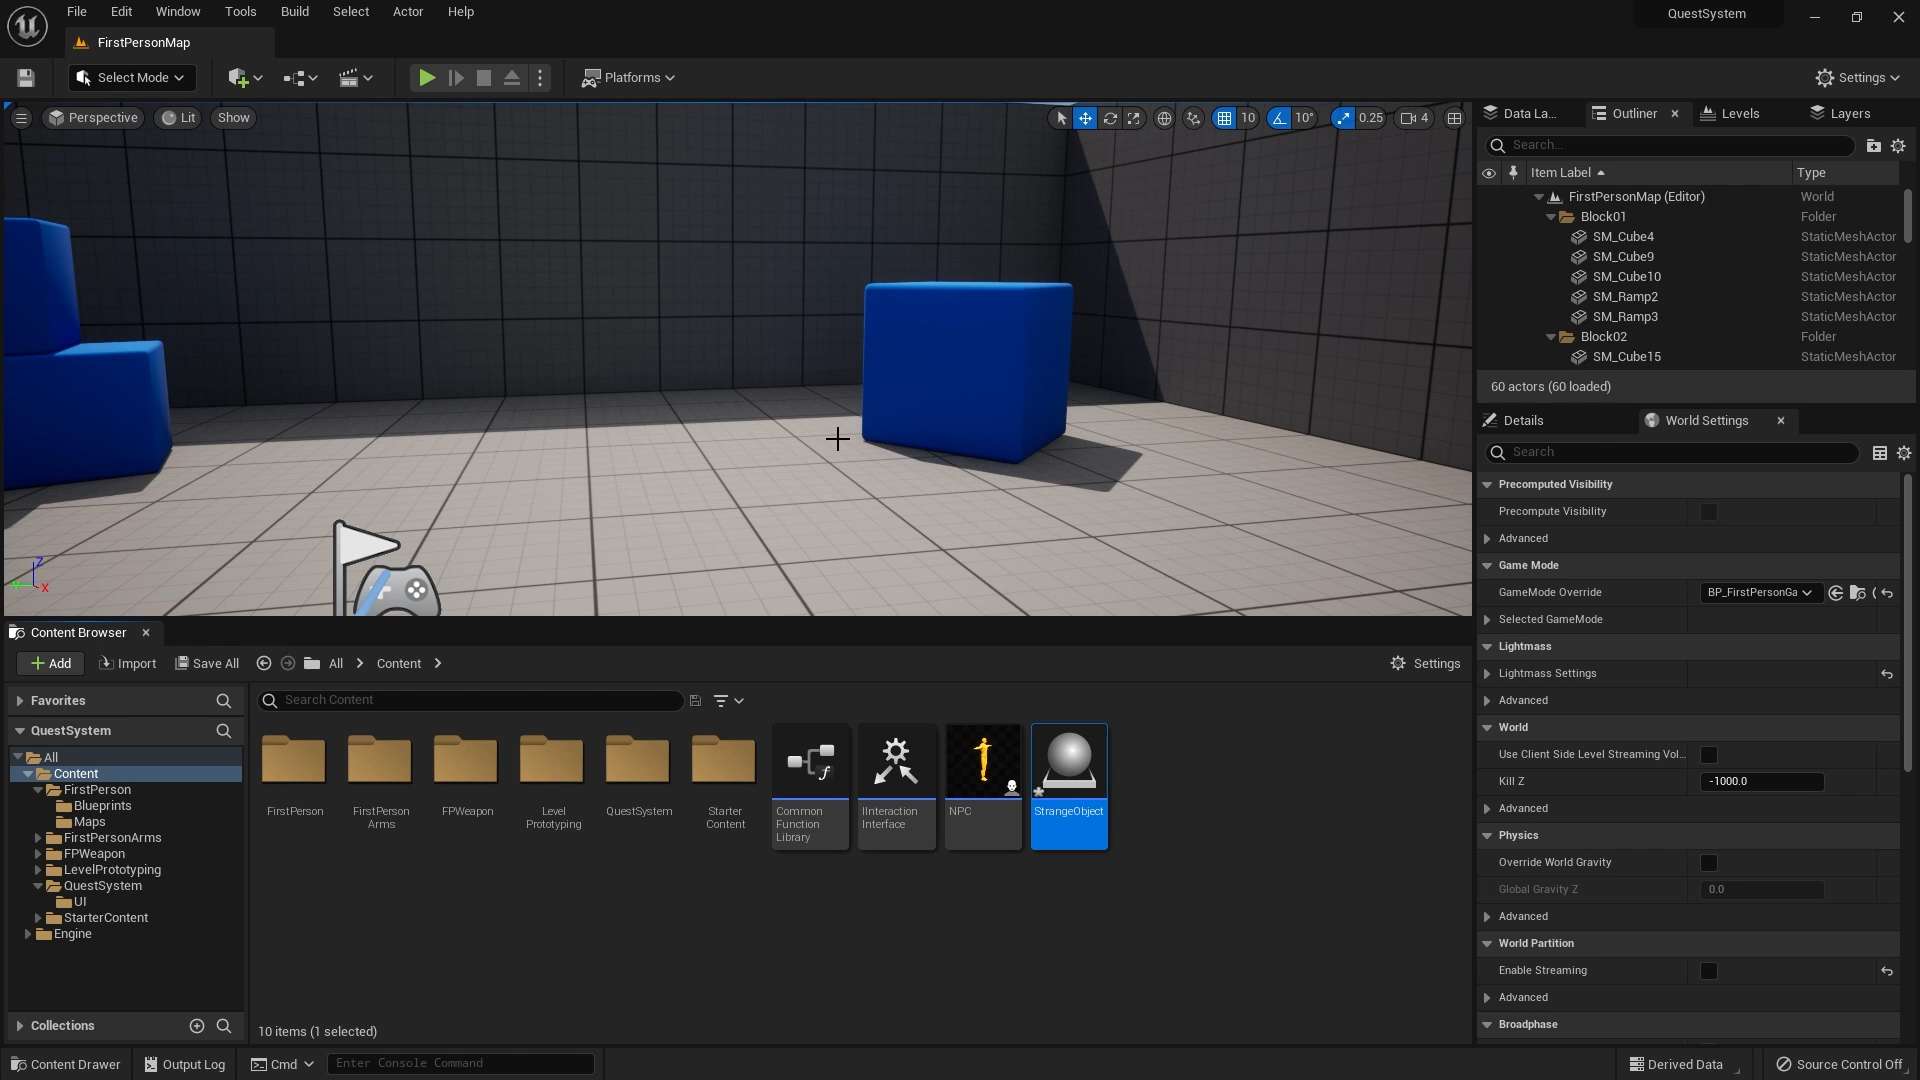 File Edit Window Tools Build Select Actor Help
QuestSystem
FirstPersonMap
Select Mode
Platforms
Settings
Perspective
Lit
Show
10
10°
0.25
4
Data La...
Outliner
Levels
Layers
Search...
Item Label
Type
FirstPersonMap (Editor) World
Block01 Folder
SM_Cube4 StaticMeshActor
SM_Cube9 StaticMeshActor
SM_Cube10 StaticMeshActor
SM_Ramp2 StaticMeshActor
SM_Ramp3 StaticMeshActor
Block02 Folder
SM_Cube15 StaticMeshActor
60 actors (60 loaded)
Details
World Settings
Search
Precomputed Visibility
Precompute Visibility
Advanced
Game Mode
GameMode Override BP_FirstPersonGa
Selected GameMode
Lightmass
Lightmass Settings
Advanced
World
Use Client Side Level Streaming Vol...
Kill Z -1000.0
Advanced
Physics
Override World Gravity
Global Gravity Z 0.0
Advanced
World Partition
Enable Streaming
Advanced
Broadphase
Z
X
Content Browser
Add
Import
Save All
All
Content
Settings
Favorites
QuestSystem
All
Content
FirstPerson
Blueprints
Maps
FirstPersonArms
FPWeapon
LevelPrototyping
QuestSystem
UI
StarterContent
Engine
Collections
Search Content
FirstPerson
FirstPerson
Arms
FPWeapon
Level
Prototyping
QuestSystem
Starter
Content
Common
Function
Library
IInteraction
Interface
NPC
StrangeObject
10 items (1 selected)
Content Drawer
Output Log
Cmd
Enter Console Command
Derived Data
Source Control Off